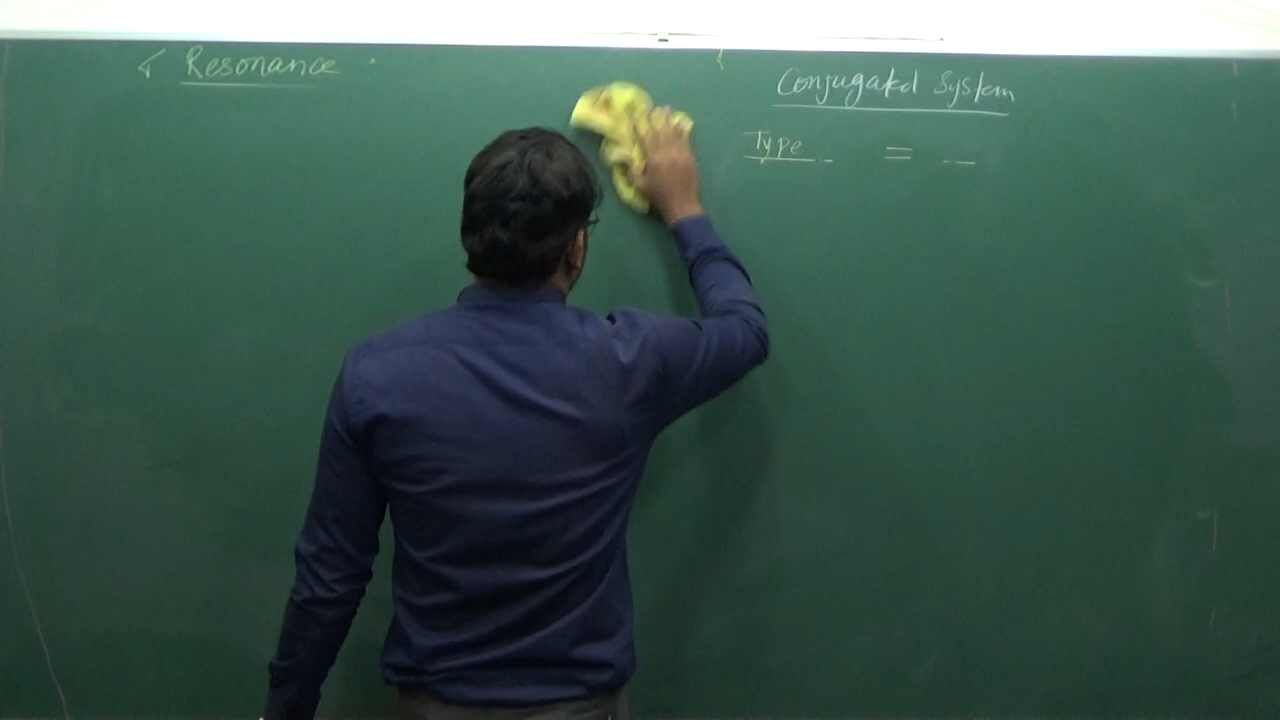 Resonance
Conjugated System
Type = —